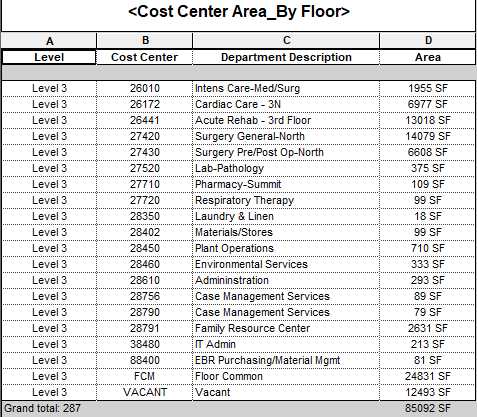 <Cost Center Area_By Floor>
A B C D
Level Cost Center Department Description Area
Level 3 26010 Intens Care-Med/Surg 1955 SF
Level 3 26172 Cardiac Care - 3N 6977 SF
Level 3 26441 Acute Rehab - 3rd Floor 13018 SF
Level 3 27420 Surgery General-North 14079 SF
Level 3 27430 Surgery Pre/Post Op-North 6608 SF
Level 3 27520 Lab-Pathology 375 SF
Level 3 27710 Pharmacy-Summit 109 SF
Level 3 27720 Respiratory Therapy 99 SF
Level 3 28350 Laundry & Linen 18 SF
Level 3 28402 Materials/Stores 99 SF
Level 3 28450 Plant Operations 710 SF
Level 3 28460 Environmental Services 333 SF
Level 3 28610 Admininstration 293 SF
Level 3 28756 Case Management Services 89 SF
Level 3 28790 Case Management Services 79 SF
Level 3 28791 Family Resource Center 2631 SF
Level 3 38480 IT Admin 213 SF
Level 3 88400 EBR Purchasing/Material Mgmt 81 SF
Level 3 FCM Floor Common 24831 SF
Level 3 VACANT Vacant 12493 SF
Grand total: 287 85092 SF